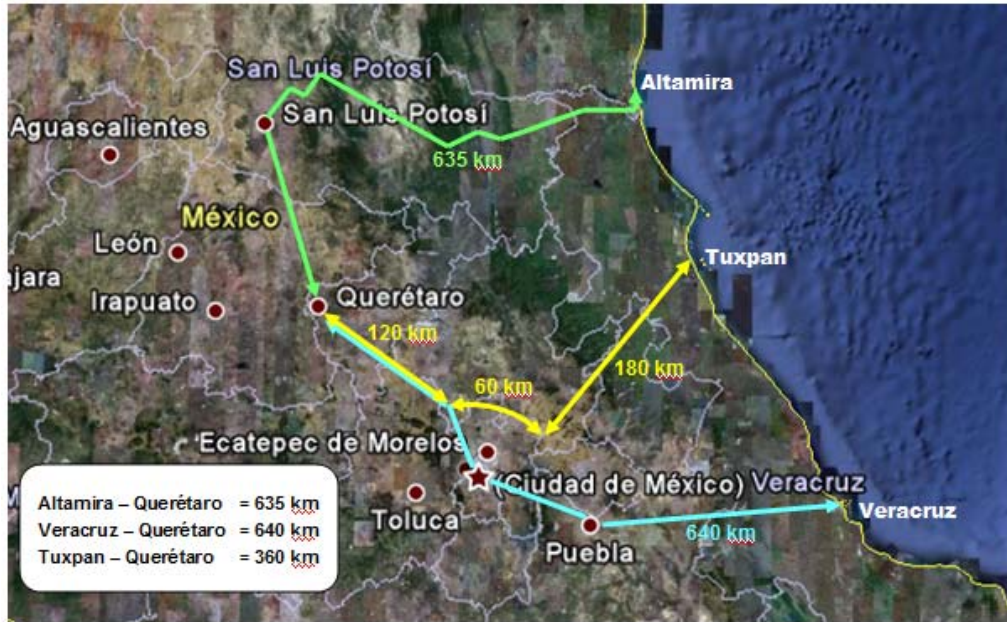 San Luis Potosí
Altamira
San Luis Potosí
Aguascalientes
635 km
México
León
Tuxpan
ajara
Irapuato
Querétaro
120 km
180 km
60 km
Ecatepec de Morelos
(Ciudad de México)
Veracruz
Toluca
Veracruz
Puebla
640 km
M
Altamira – Querétaro = 635 km
Veracruz – Querétaro = 640 km
Tuxpan – Querétaro = 360 km